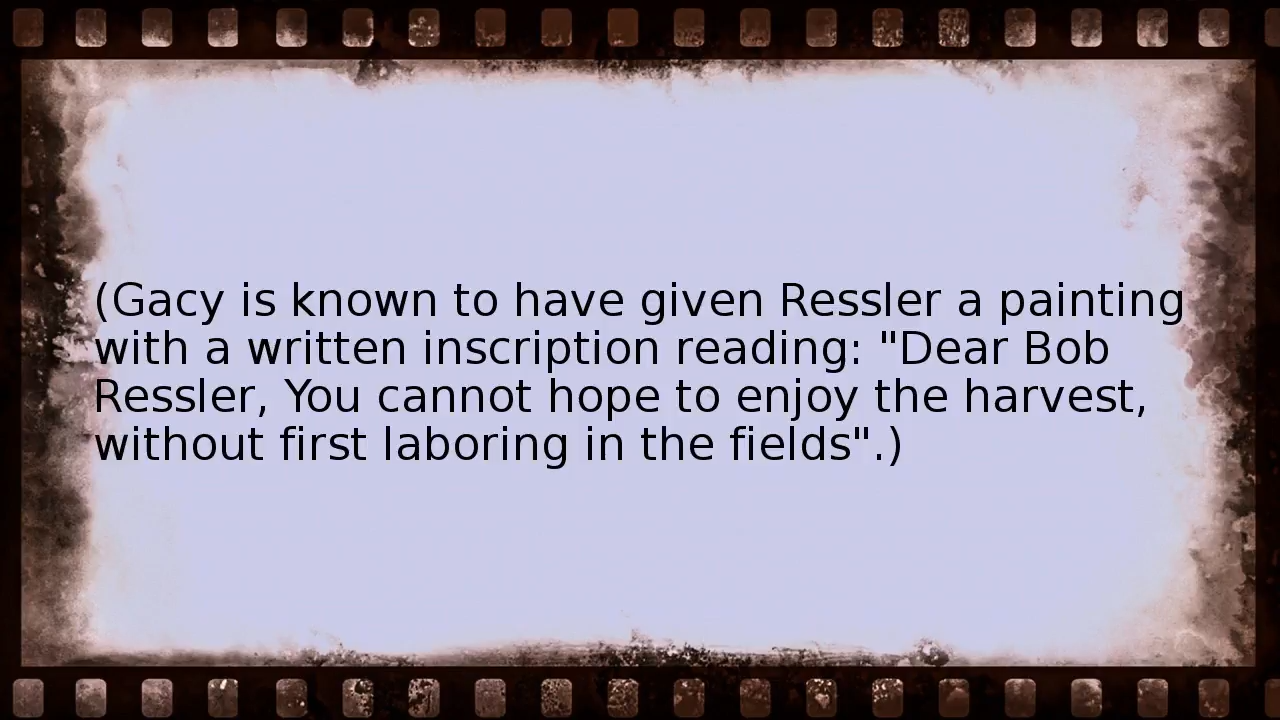 (Gacy is known to have given Ressler a painting
with a written inscription reading: "Dear Bob
Ressler, You cannot hope to enjoy the harvest,
without first laboring in the fields".)